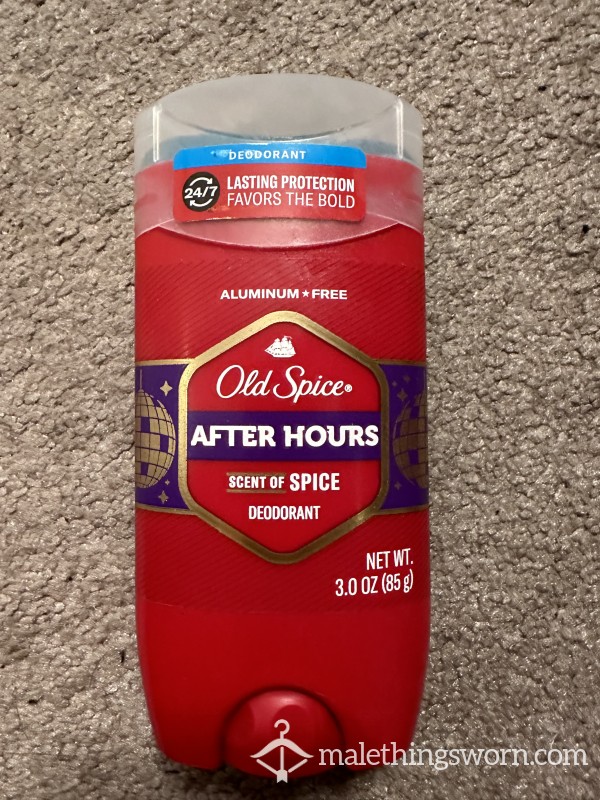 DEODORANT
24/7
LASTING PROTECTION
FAVORS THE BOLD
ALUMINUM★FREE
Old Spice®
AFTER HOURS
SCENT OF SPICE
DEODORANT
NET WT.
3.0 OZ (85 g)
malethingsworn.com